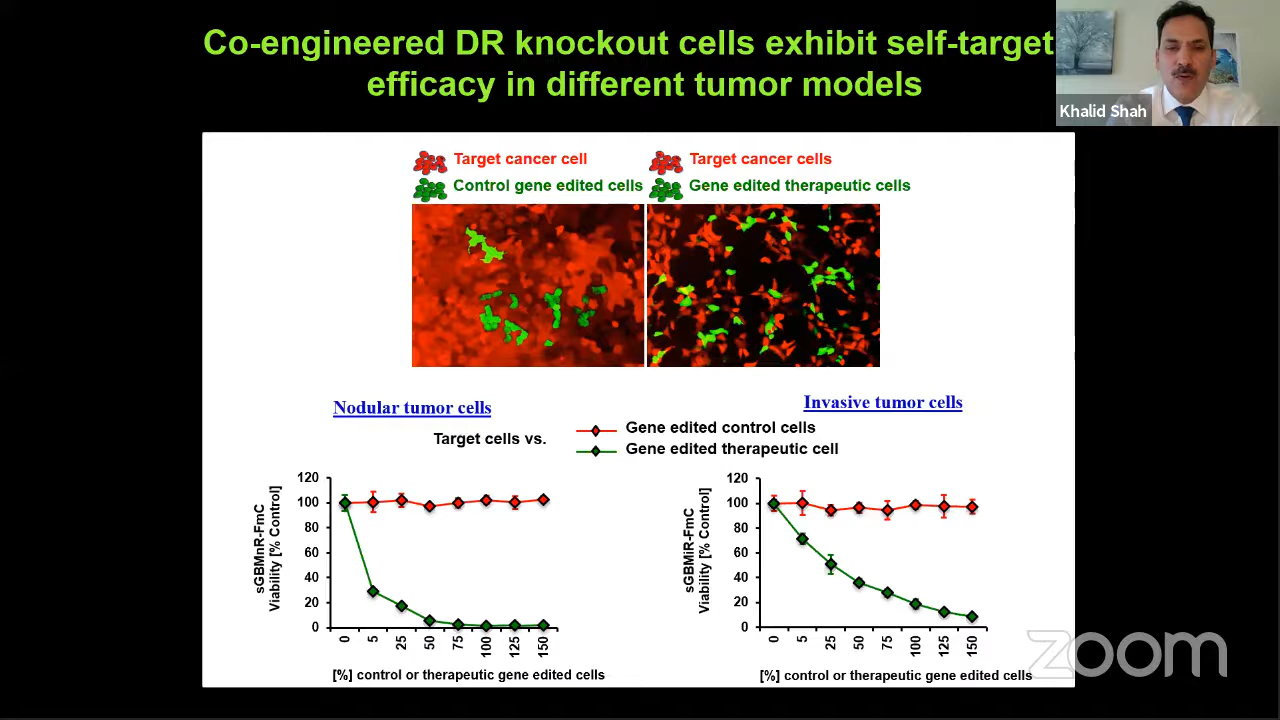 Co-engineered DR knockout cells exhibit self-target
efficacy in different tumor models
Khalid Shah
Target cancer cell
Control gene edited cells
Target cancer cells
Gene edited therapeutic cells
Nodular tumor cells
Invasive tumor cells
Target cells vs.
Gene edited control cells
Gene edited therapeutic cell
sGBMnR-FmC
Viability [% Control]
120
100
80
60
40
20
0
0 5 25 50 75 100 125 150
[%] control or therapeutic gene edited cells
sGBMiR-FmC
Viability [% Control]
120
100
80
60
40
20
0
0 5 25 50 75 100 125 150
[%] control or therapeutic gene edited cells
zoom